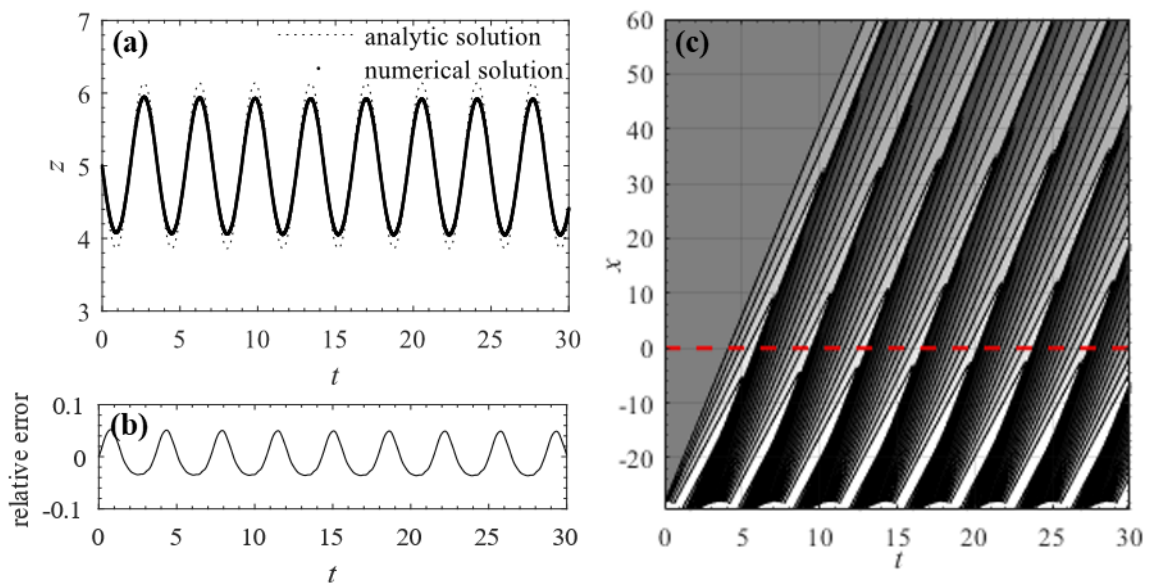 (a)
analytic solution
numerical solution
7
6
5
4
3
z
0 5 10 15 20 25 30
t
(b)
relative error
0.1
0
-0.1
0 5 10 15 20 25 30
t
(c)
60
50
40
30
20
10
0
-10
-20
x
0 5 10 15 20 25 30
t